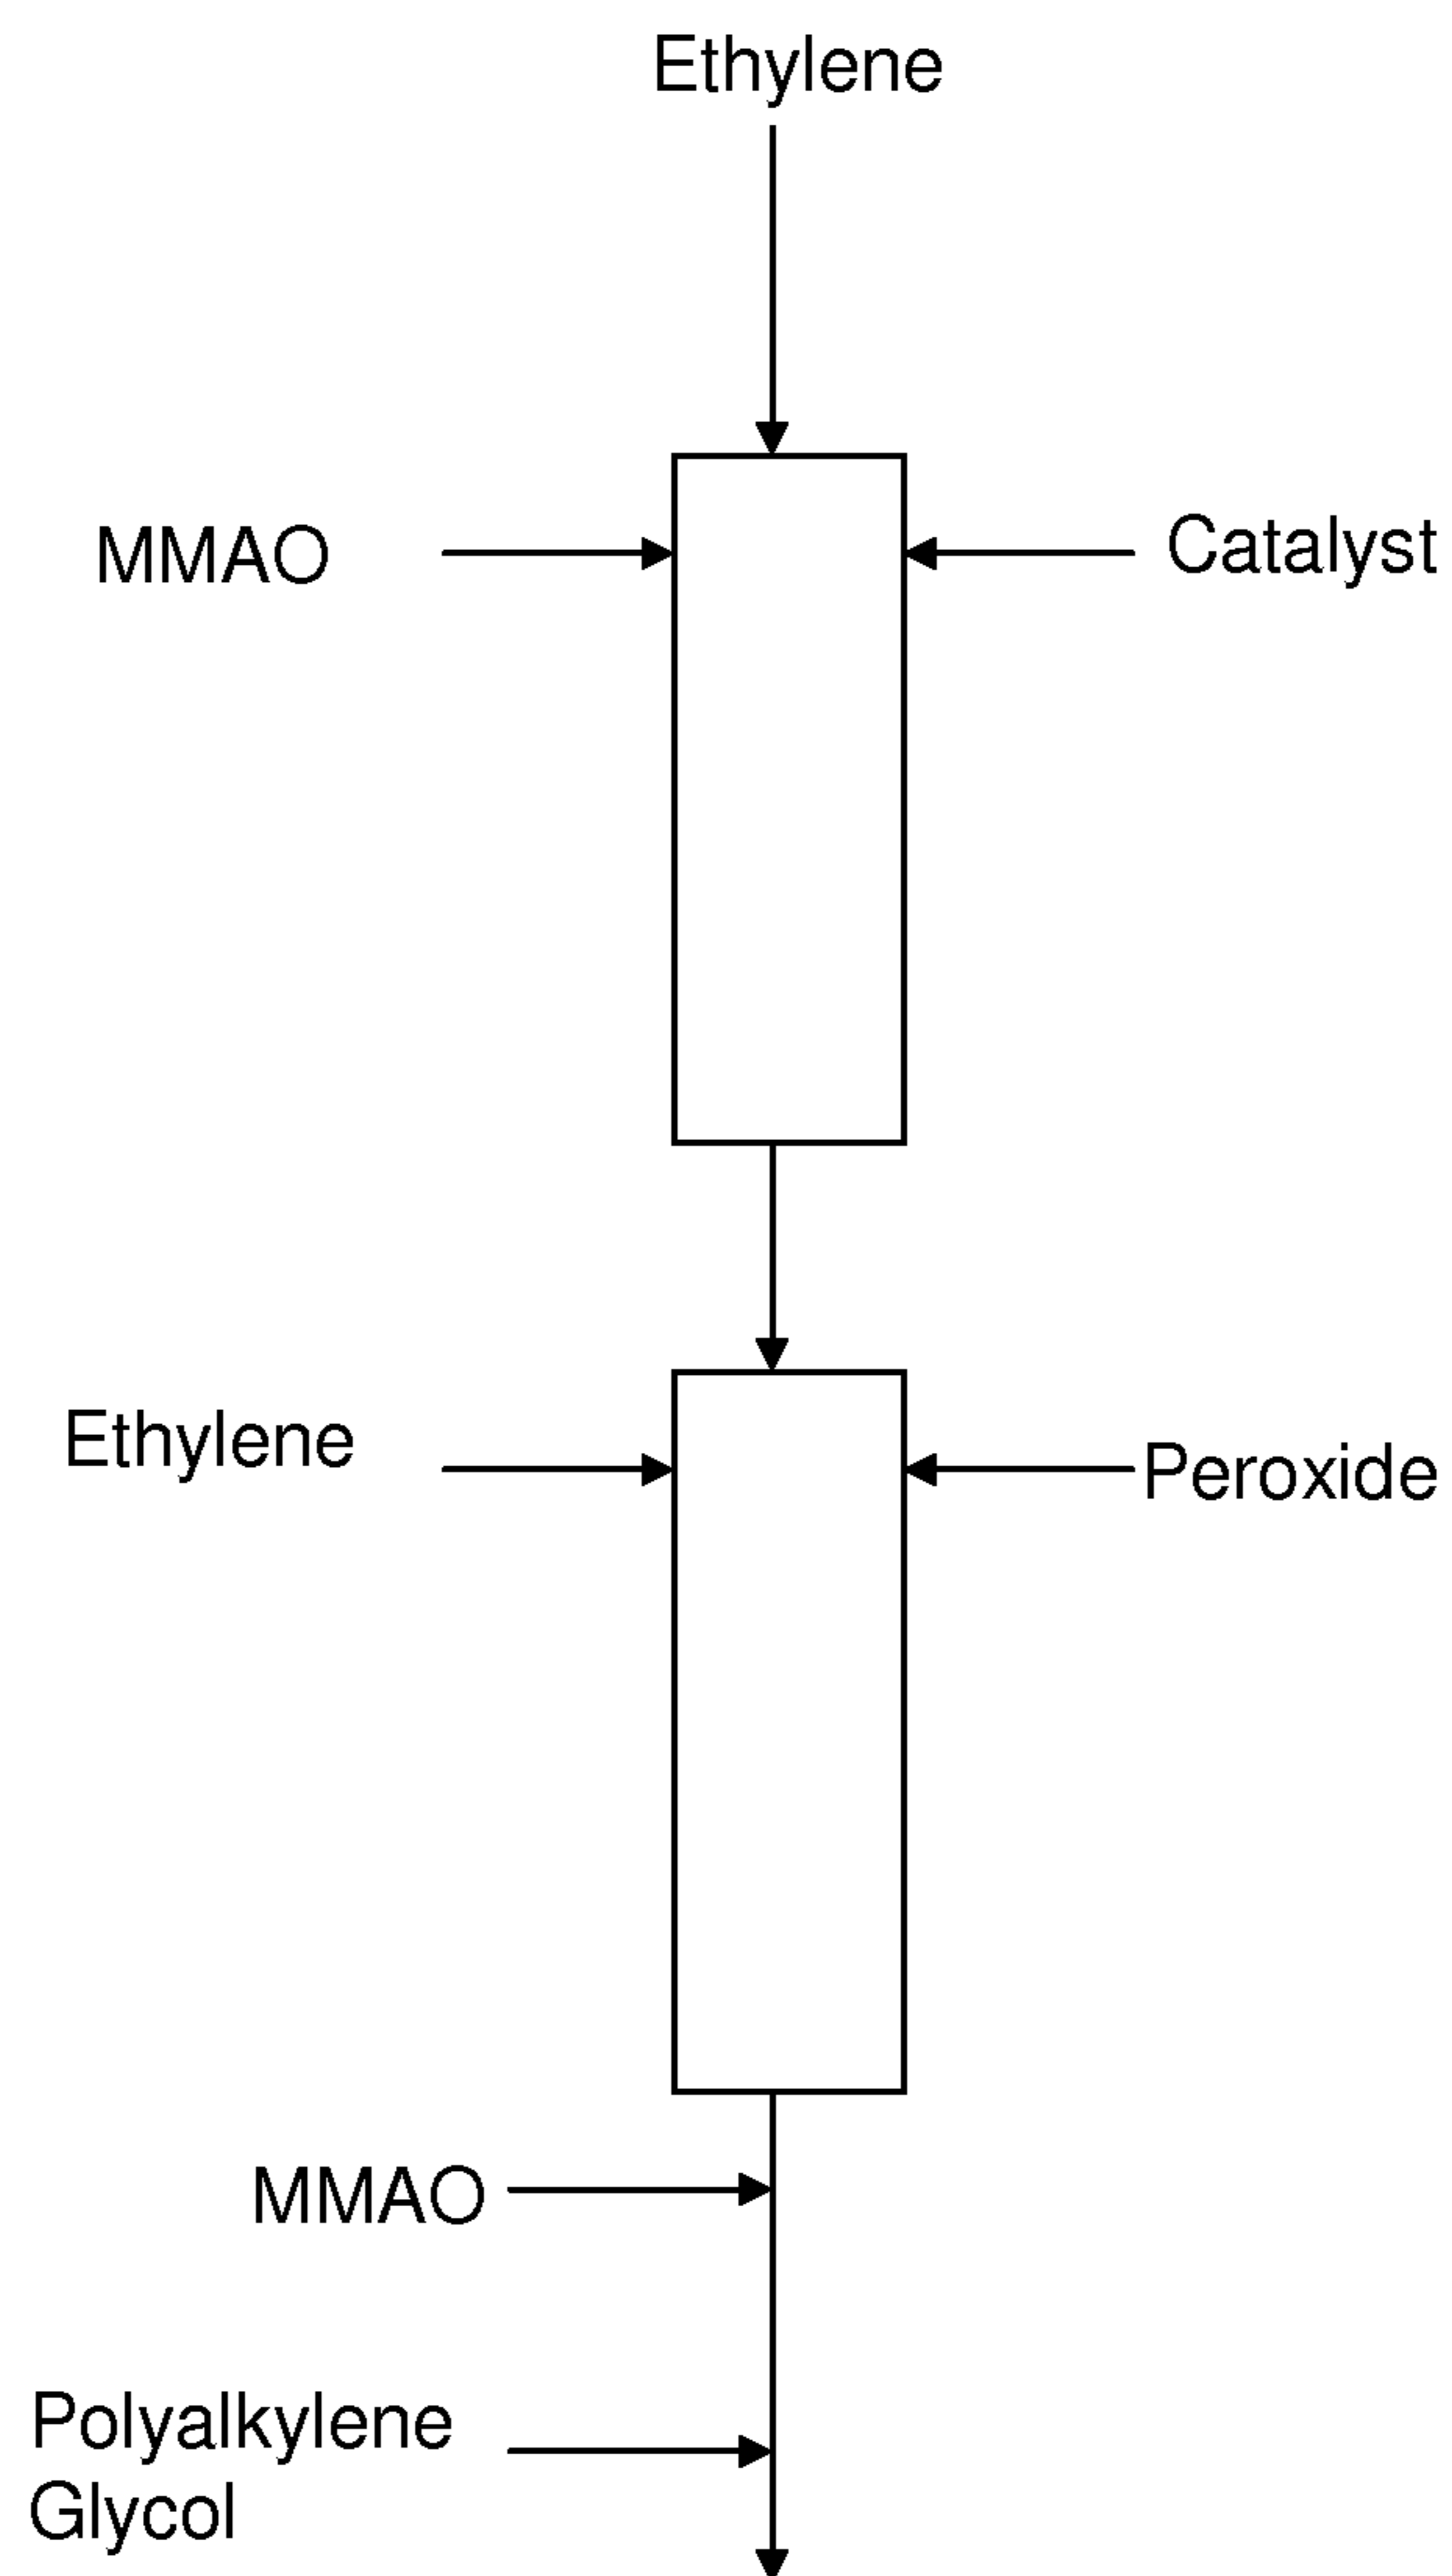 Ethylene
MMAO
Catalyst
Ethylene
Peroxide
MMAO
Polyalkylene
Glycol